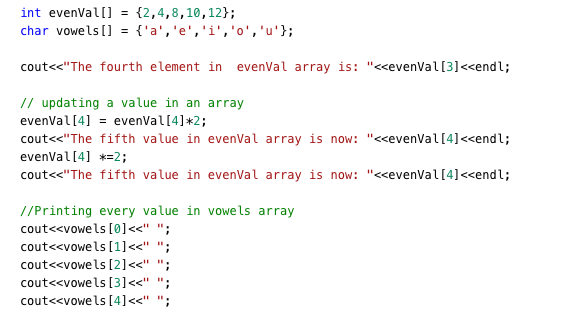 int evenVal[] = {2,4,8,10,12};
char vowels[] = {'a','e','i','o','u'};
cout<<"The fourth element in  evenVal array is: "<<evenVal[3]<<endl;
// updating a value in an array
evenVal[4] = evenVal[4]*2;
cout<<"The fifth value in evenVal array is now: "<<evenVal[4]<<endl;
evenVal[4] *=2;
cout<<"The fifth value in evenVal array is now: "<<evenVal[4]<<endl;
//Printing every value in vowels array
cout<<vowels[0]<<" ";
cout<<vowels[1]<<" ";
cout<<vowels[2]<<" ";
cout<<vowels[3]<<" ";
cout<<vowels[4]<<" ";